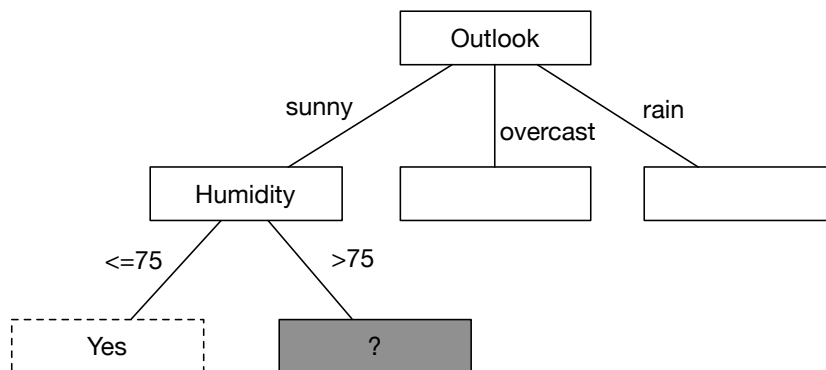 Outlook
sunny
overcast
rain
Humidity
<=75
>75
Yes
?